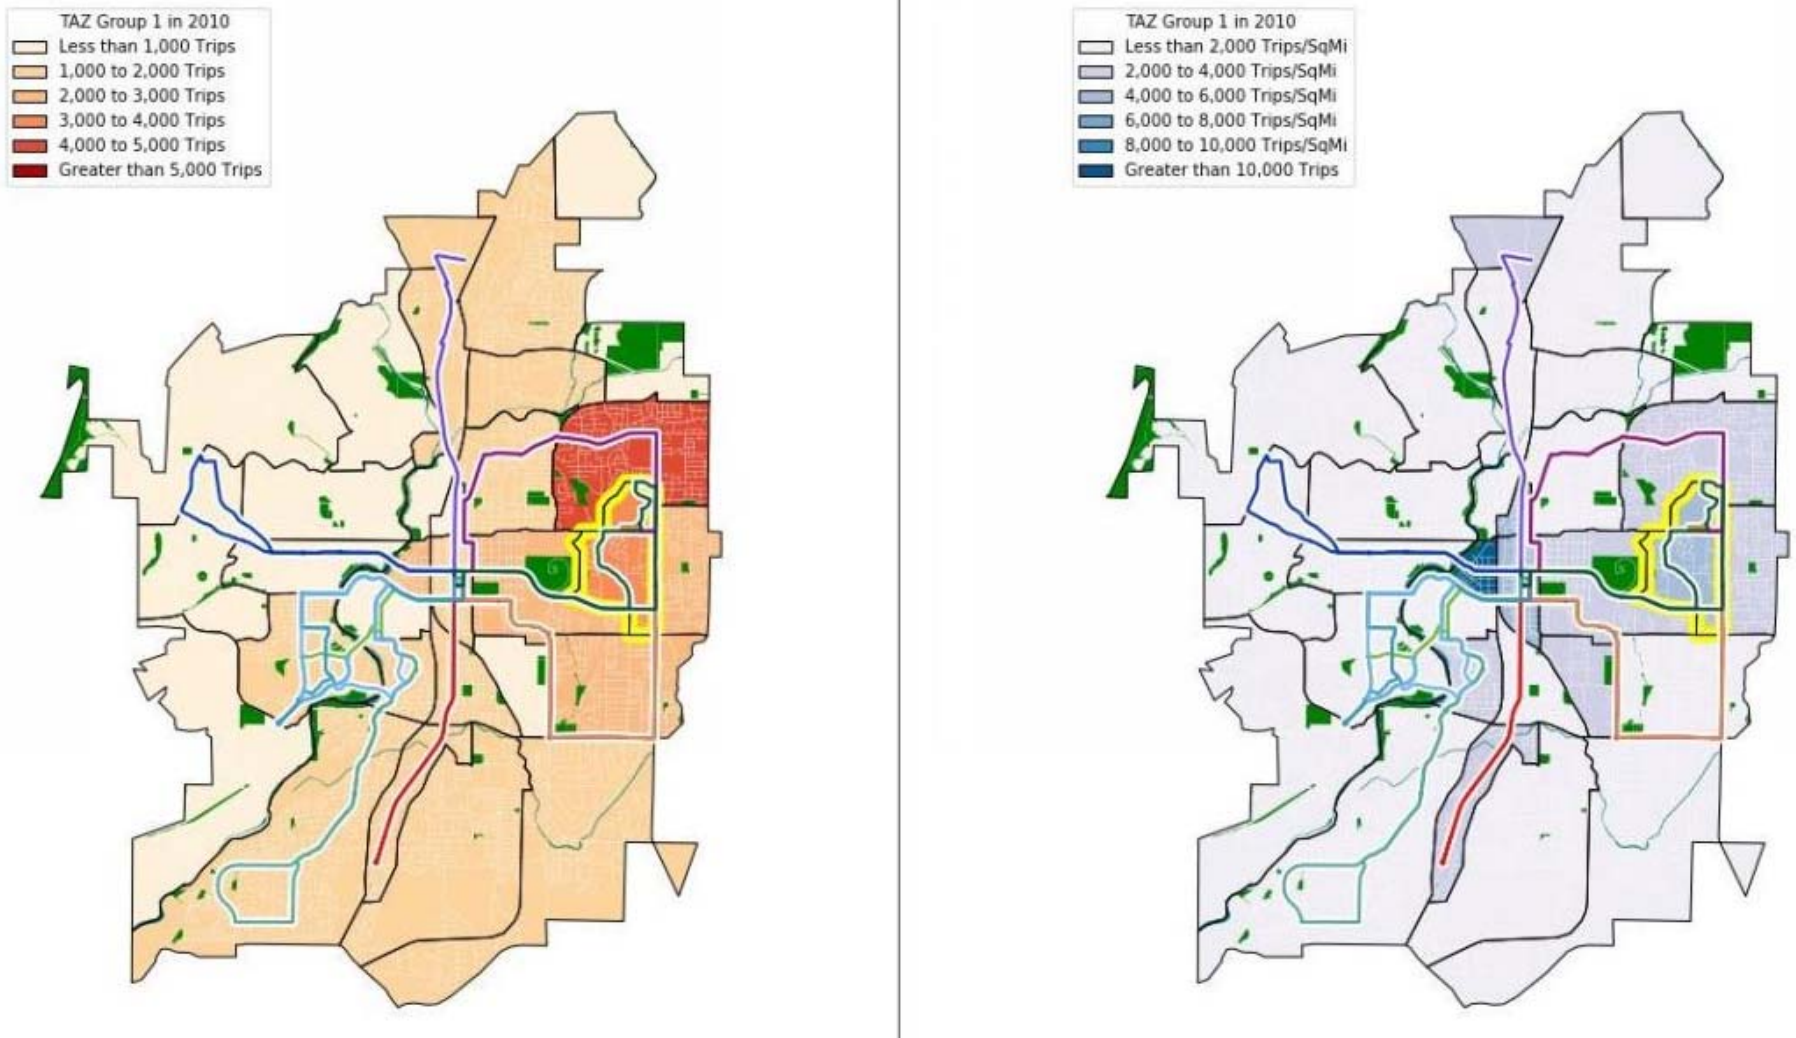 TAZ Group 1 in 2010
Less than 1,000 Trips
1,000 to 2,000 Trips
2,000 to 3,000 Trips
3,000 to 4,000 Trips
4,000 to 5,000 Trips
Greater than 5,000 Trips
TAZ Group 1 in 2010
Less than 2,000 Trips/SqMi
2,000 to 4,000 Trips/SqMi
4,000 to 6,000 Trips/SqMi
6,000 to 8,000 Trips/SqMi
8,000 to 10,000 Trips/SqMi
Greater than 10,000 Trips